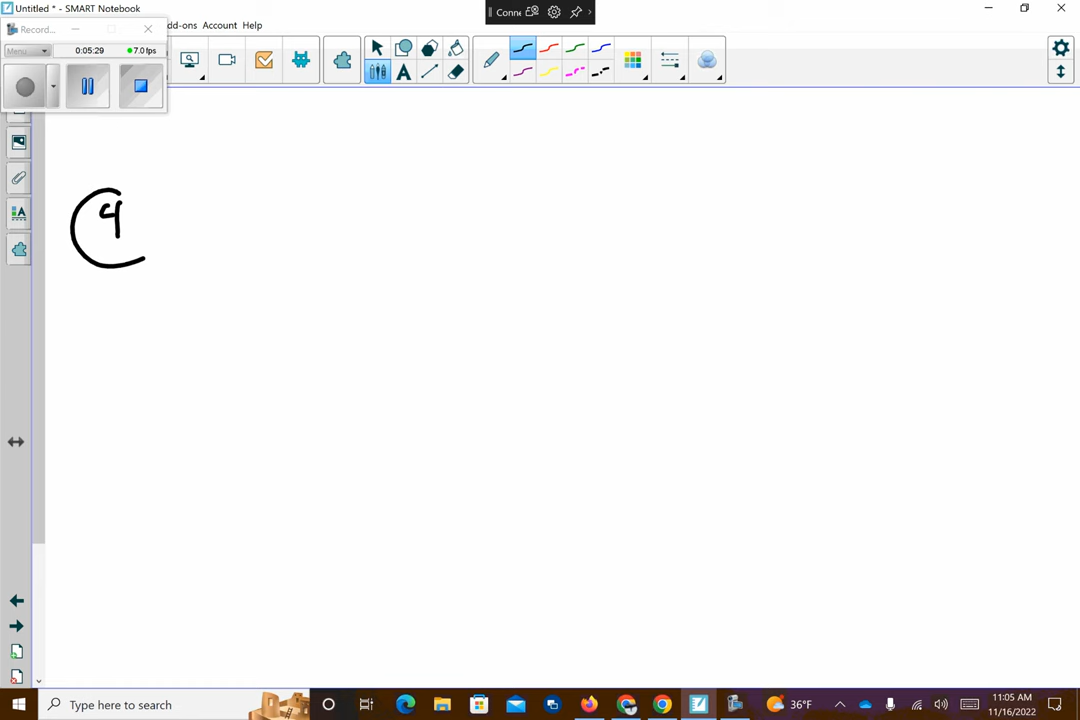 Untitled * - SMART Notebook
Conne
Record...
dd-ons Account Help
Menu
0:05:29
7.0 fps
A
A
4
Type here to search
36°F
11:05 AM
11/16/2022